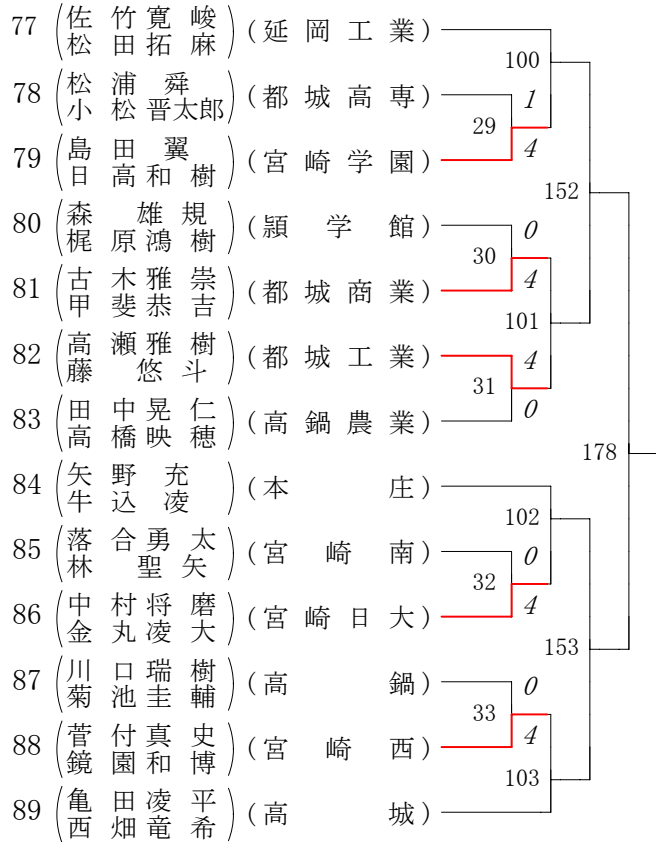 77 佐竹寛峻 (延岡工業)
松田拓麻
100
78 松浦舜 (都城高専) 1
小松晋太郎
29
79 島田翼 (宮崎学園) 4
日高和樹
152
80 森雄規 (頴学館) 0
梶原鴻樹
30
81 古木雅崇 (都城商業) 4
甲斐恭吉
101
82 高瀬雅樹 (都城工業) 4
藤悠斗
31
83 田中晃仁 (高鍋農業) 0
高橋映穂
178
84 矢野充 (本庄)
牛込凌
102
85 落合勇太 (宮崎南) 0
林聖矢
32
86 中村将磨 (宮崎日大) 4
金丸凌大
153
87 川口瑞樹 (高鍋) 0
菊池圭輔
33
88 菅付真史 (宮崎西) 4
鏡園和博
103
89 亀田凌平 (高城)
西畑竜希